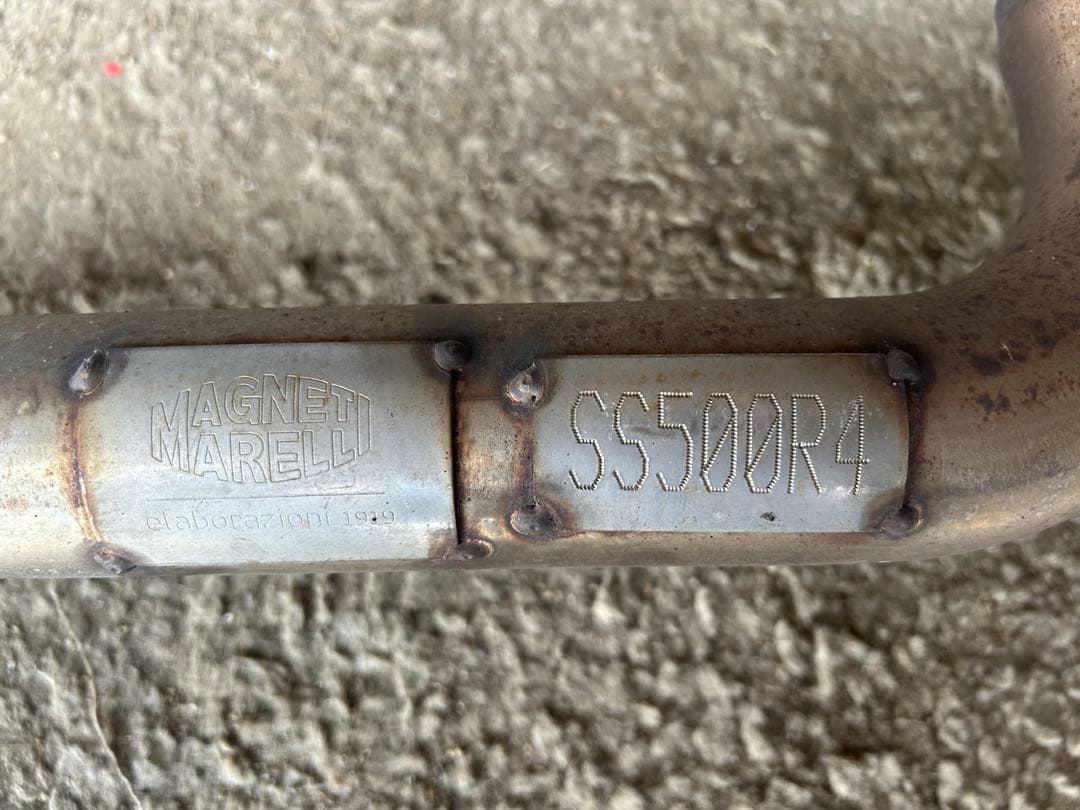 MAGNETI
MARELLI
elaborazioni 1919
SS500R4